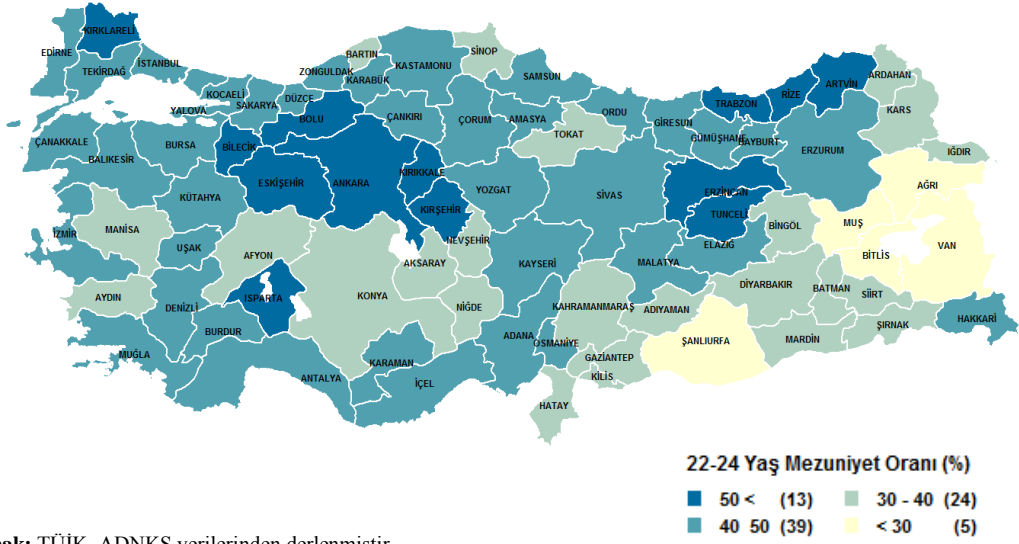 KIRKLARELİ
EDİRNE
TEKİRDAĞ
İSTANBUL
KOCAELİ
YALOVA
SAKARYA
DÜZCE
ZONGULDAK
BARTIN
KARABÜK
KASTAMONU
SİNOP
SAMSUN
BOLU
ÇANKIRI
ÇORUM
AMASYA
ORDU
TOKAT
GİRESUN
TRABZON
RİZE
ARTVİN
ARDAHAN
KARS
GÜMÜŞHANE
BAYBURT
ERZURUM
IĞDIR
ÇANAKKALE
BALIKESİR
BURSA
BİLECİK
ESKİŞEHİR
ANKARA
KIRIKKALE
KIRŞEHİR
YOZGAT
SİVAS
ERZİNCAN
TUNCELİ
BİNGÖL
MUŞ
AĞRI
BİTLİS
VAN
KÜTAHYA
MANİSA
İZMİR
UŞAK
AFYON
AKSARAY
NEVŞEHİR
KAYSERİ
MALATYA
ELAZIĞ
DİYARBAKIR
BATMAN
SİİRT
ŞIRNAK
HAKKARİ
AYDIN
DENİZLİ
ISPARTA
KONYA
NİĞDE
KAHRAMANMARAŞ
ADIYAMAN
ŞANLIURFA
MARDİN
MUĞLA
BURDUR
ANTALYA
KARAMAN
İÇEL
ADANA
OSMANİYE
GAZİANTEP
KİLİS
HATAY
22-24 Yaş Mezuniyet Oranı (%)
50 < (13) 30 - 40 (24)
40 50 (39) < 30 (5)
ak: TÜİK, ADNKS verilerinden derlenmiştir